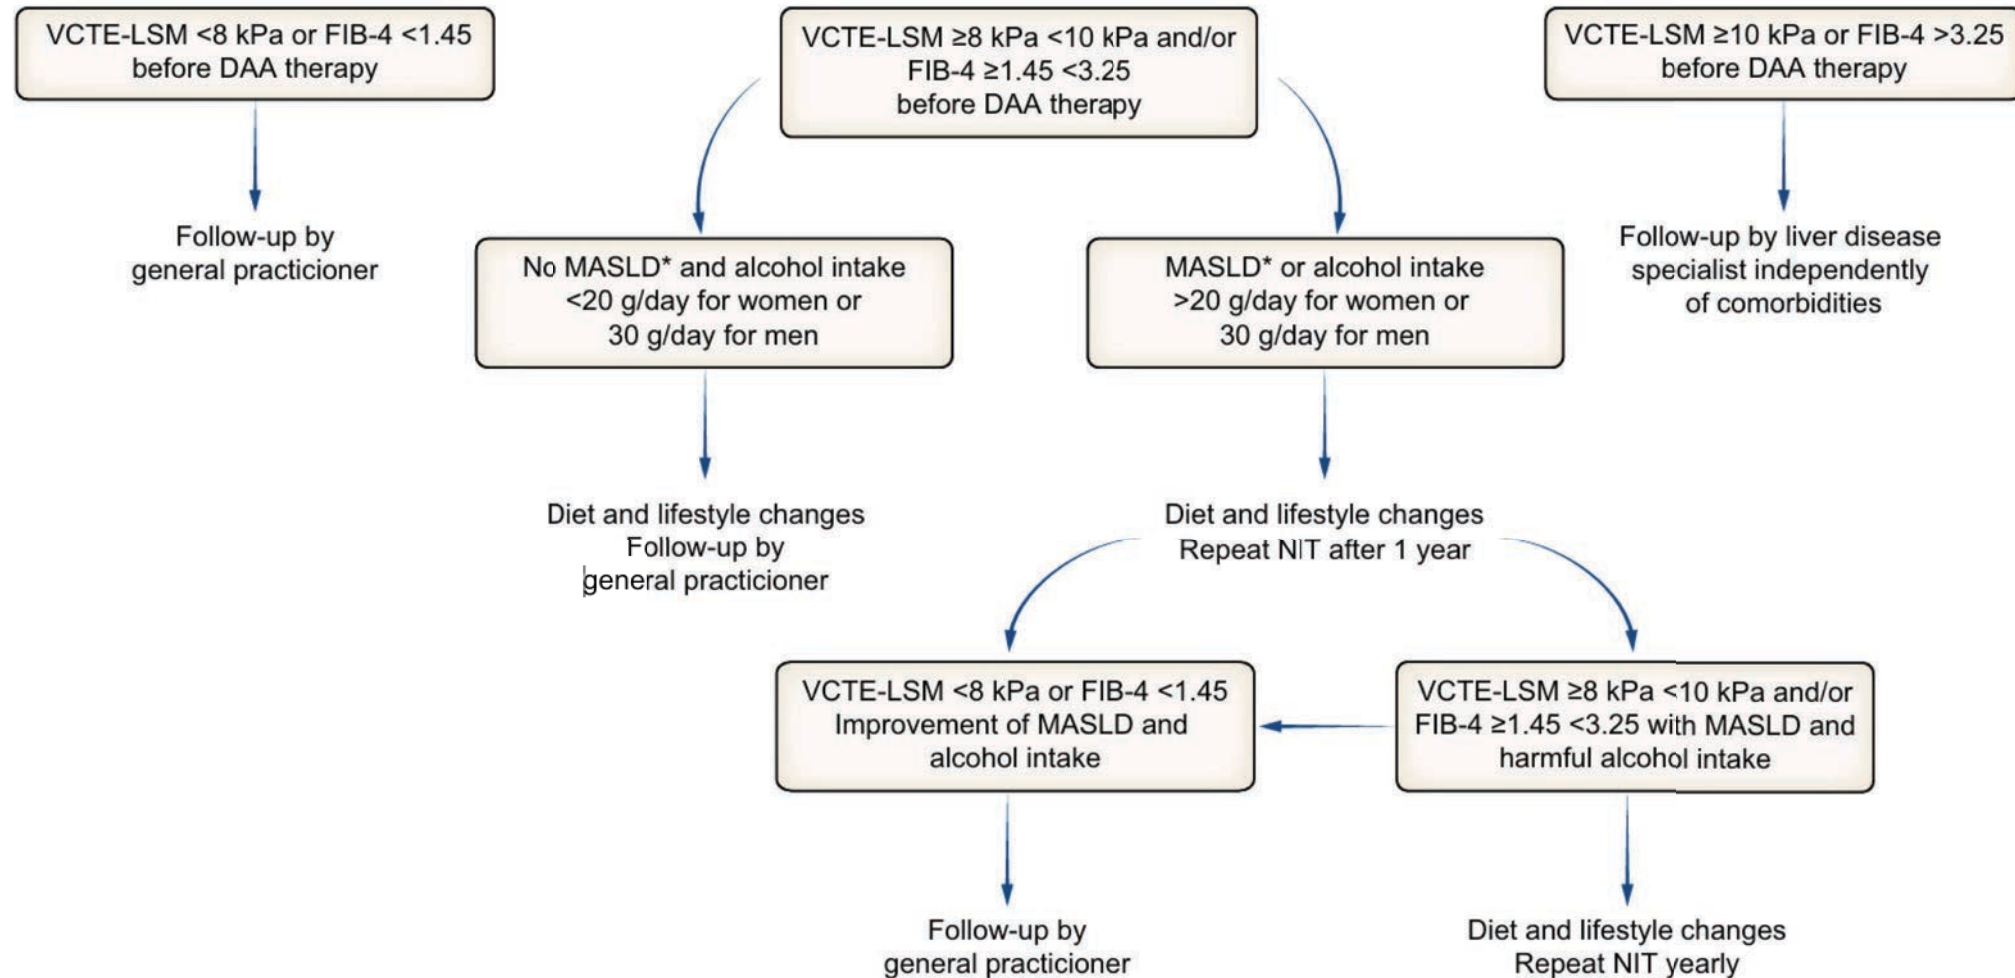 VCTE-LSM <8 kPa or FIB-4 <1.45
before DAA therapy
VCTE-LSM ≥8 kPa <10 kPa and/or
FIB-4 ≥1.45 <3.25
before DAA therapy
VCTE-LSM ≥10 kPa or FIB-4 >3.25
before DAA therapy
Follow-up by
general practicioner
No MASLD* and alcohol intake
<20 g/day for women or
30 g/day for men
MASLD* or alcohol intake
>20 g/day for women or
30 g/day for men
Follow-up by liver disease
specialist independently
of comorbidities
Diet and lifestyle changes
Follow-up by
general practicioner
Diet and lifestyle changes
Repeat NIT after 1 year
VCTE-LSM <8 kPa or FIB-4 <1.45
Improvement of MASLD and
alcohol intake
VCTE-LSM ≥8 kPa <10 kPa and/or
FIB-4 ≥1.45 <3.25 with MASLD and
harmful alcohol intake
Follow-up by
general practicioner
Diet and lifestyle changes
Repeat NIT yearly